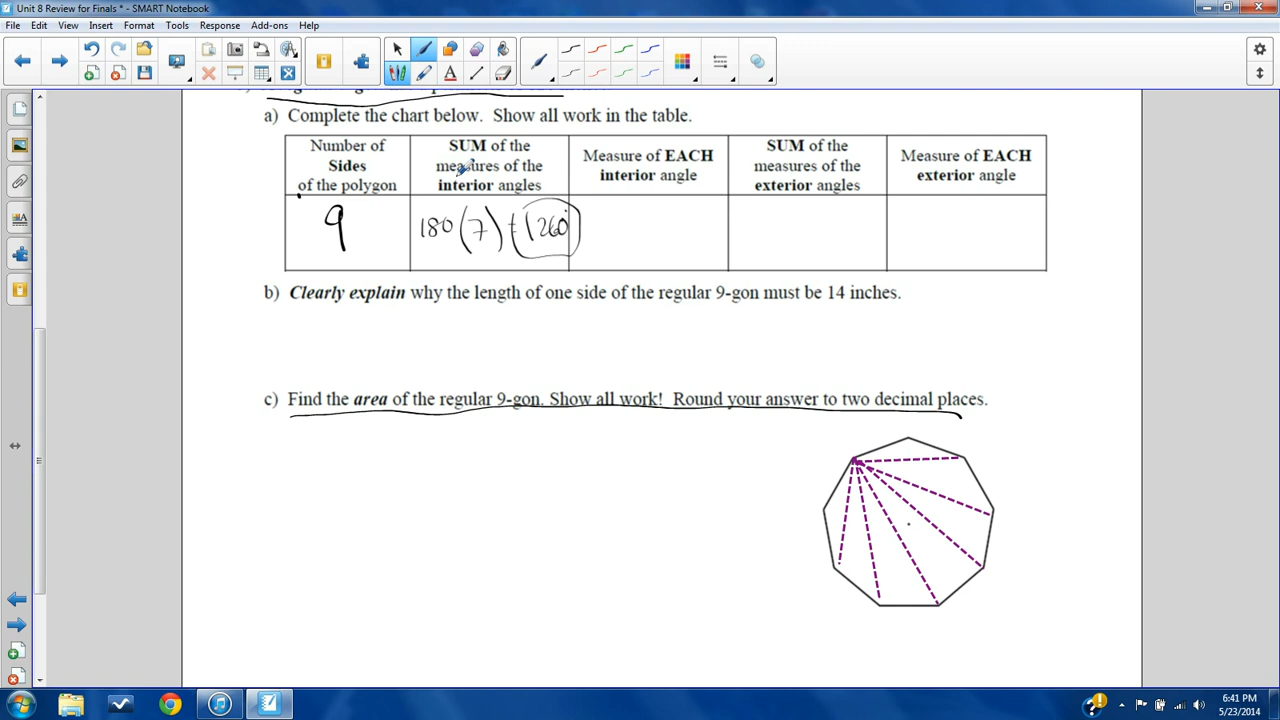 Unit 8 Review for Finals * - SMART Notebook
File Edit View Insert Format Tools Response Add-ons Help
a) Complete the chart below. Show all work in the table.
Number of Sides of the polygon
SUM of the measures of the interior angles
Measure of EACH interior angle
SUM of the measures of the exterior angles
Measure of EACH exterior angle
9
180(7) = 1260°
b) Clearly explain why the length of one side of the regular 9-gon must be 14 inches.
c) Find the area of the regular 9-gon. Show all work! Round your answer to two decimal places.
6:41 PM
5/23/2014